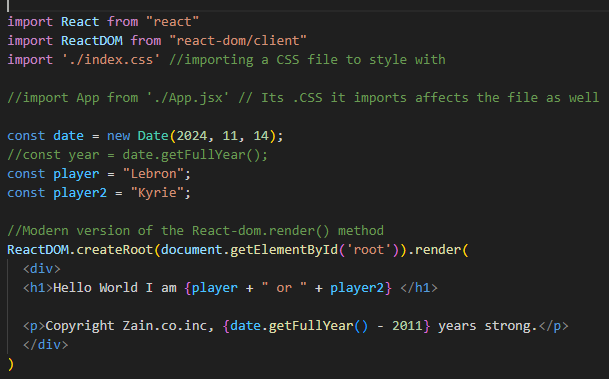 import React from "react"
import ReactDOM from "react-dom/client"
import './index.css' //importing a CSS file to style with
//import App from './App.jsx' // Its .CSS it imports affects the file as well
const date = new Date(2024, 11, 14);
//const year = date.getFullYear();
const player = "Lebron";
const player2 = "Kyrie";
//Modern version of the React-dom.render() method
ReactDOM.createRoot(document.getElementById('root')).render(
<div>
<h1>Hello World I am {player + " or " + player2} </h1>
<p>Copyright Zain.co.inc, {date.getFullYear() - 2011} years strong.</p>
</div>
)